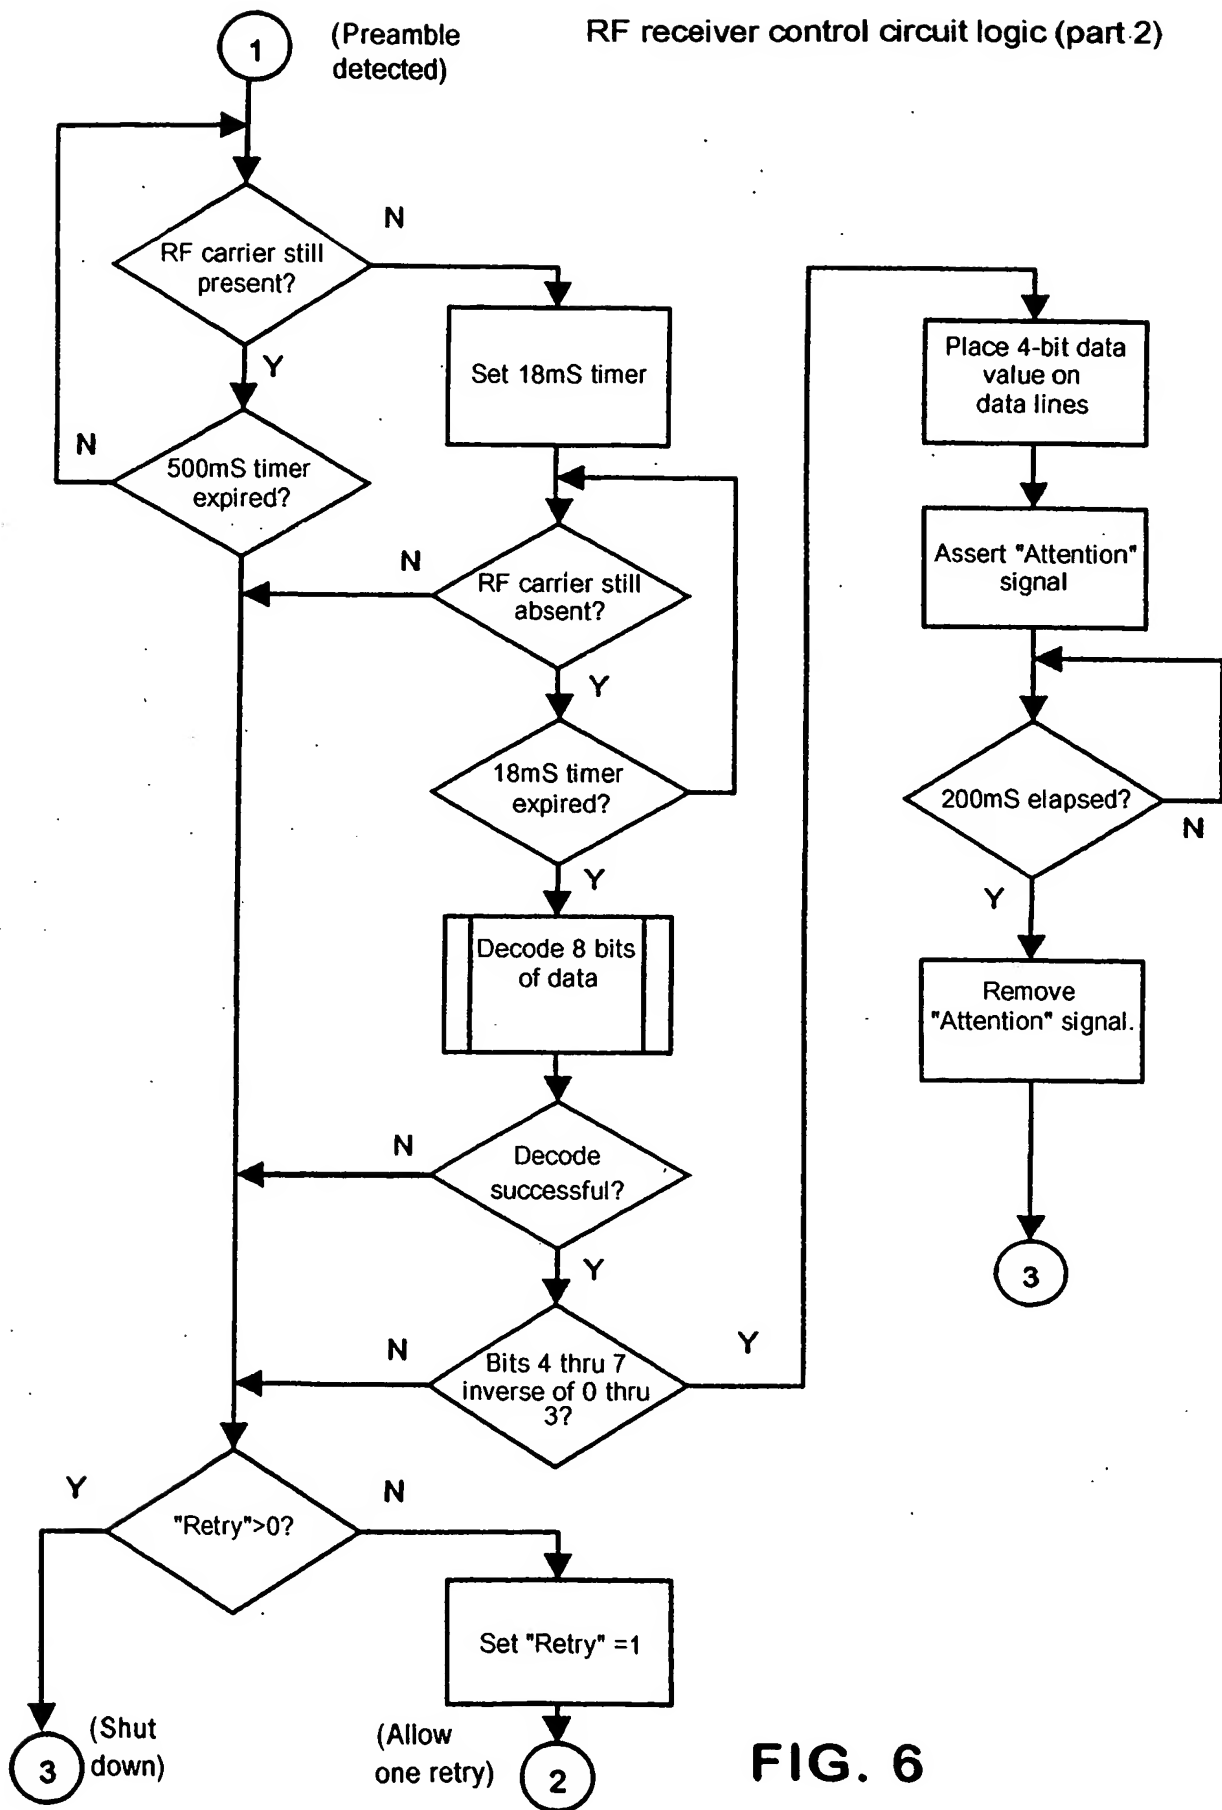 RF receiver control circuit logic (part 2)
1
(Preamble
detected)
RF carrier still
present?
N
Y
Set 18mS timer
500mS timer
expired?
N
RF carrier still
absent?
N
Y
18mS timer
expired?
Y
Decode 8 bits
of data
Decode
successful?
N
Y
Bits 4 thru 7
inverse of 0 thru
3?
N
Y
Place 4-bit data
value on
data lines
Assert "Attention"
signal
200mS elapsed?
N
Y
Remove
"Attention" signal.
3
"Retry">0?
Y
N
Set "Retry" =1
3
(Shut
down)
(Allow
one retry)
2
FIG. 6